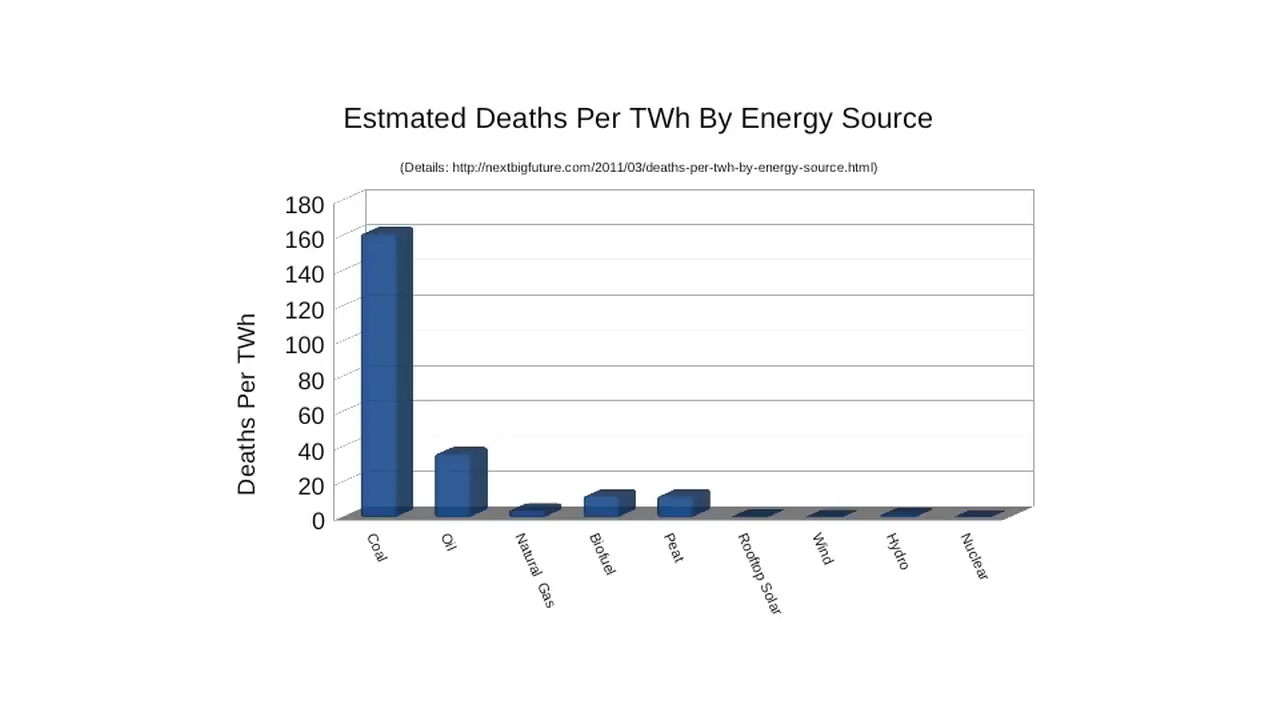 Estmated Deaths Per TWh By Energy Source
(Details: http://nextbigfuture.com/2011/03/deaths-per-twh-by-energy-source.html)
Deaths Per TWh
180
160
140
120
100
80
60
40
20
0
Coal
Oil
Natural Gas
Biofuel
Peat
Rooftop Solar
Wind
Hydro
Nuclear